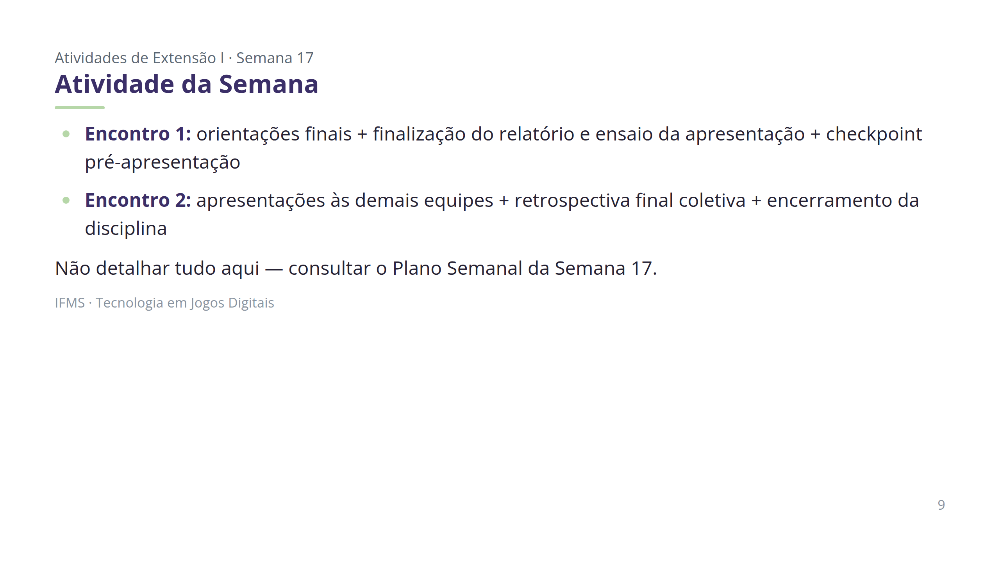 Atividades de Extensão I · Semana 17
Atividade da Semana
Encontro 1: orientações finais + finalização do relatório e ensaio da apresentação + checkpoint
pré-apresentação
Encontro 2: apresentações às demais equipes + retrospectiva final coletiva + encerramento da
disciplina
Não detalhar tudo aqui — consultar o Plano Semanal da Semana 17.
IFMS · Tecnologia em Jogos Digitais
9